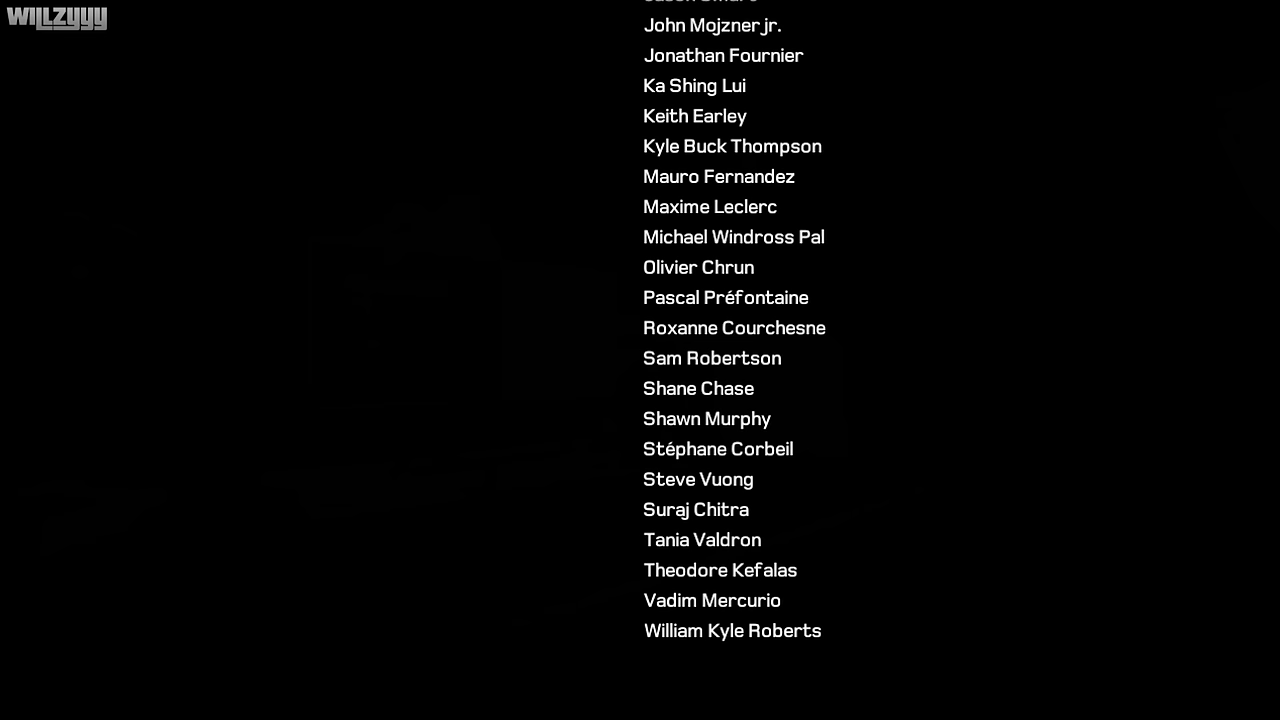 WILLZYYY
John Mojzner jr.
Jonathan Fournier
Ka Shing Lui
Keith Earley
Kyle Buck Thompson
Mauro Fernandez
Maxime Leclerc
Michael Windross Pal
Olivier Chrun
Pascal Préfontaine
Roxanne Courchesne
Sam Robertson
Shane Chase
Shawn Murphy
Stéphane Corbeil
Steve Vuong
Suraj Chitra
Tania Valdron
Theodore Kefalas
Vadim Mercurio
William Kyle Roberts